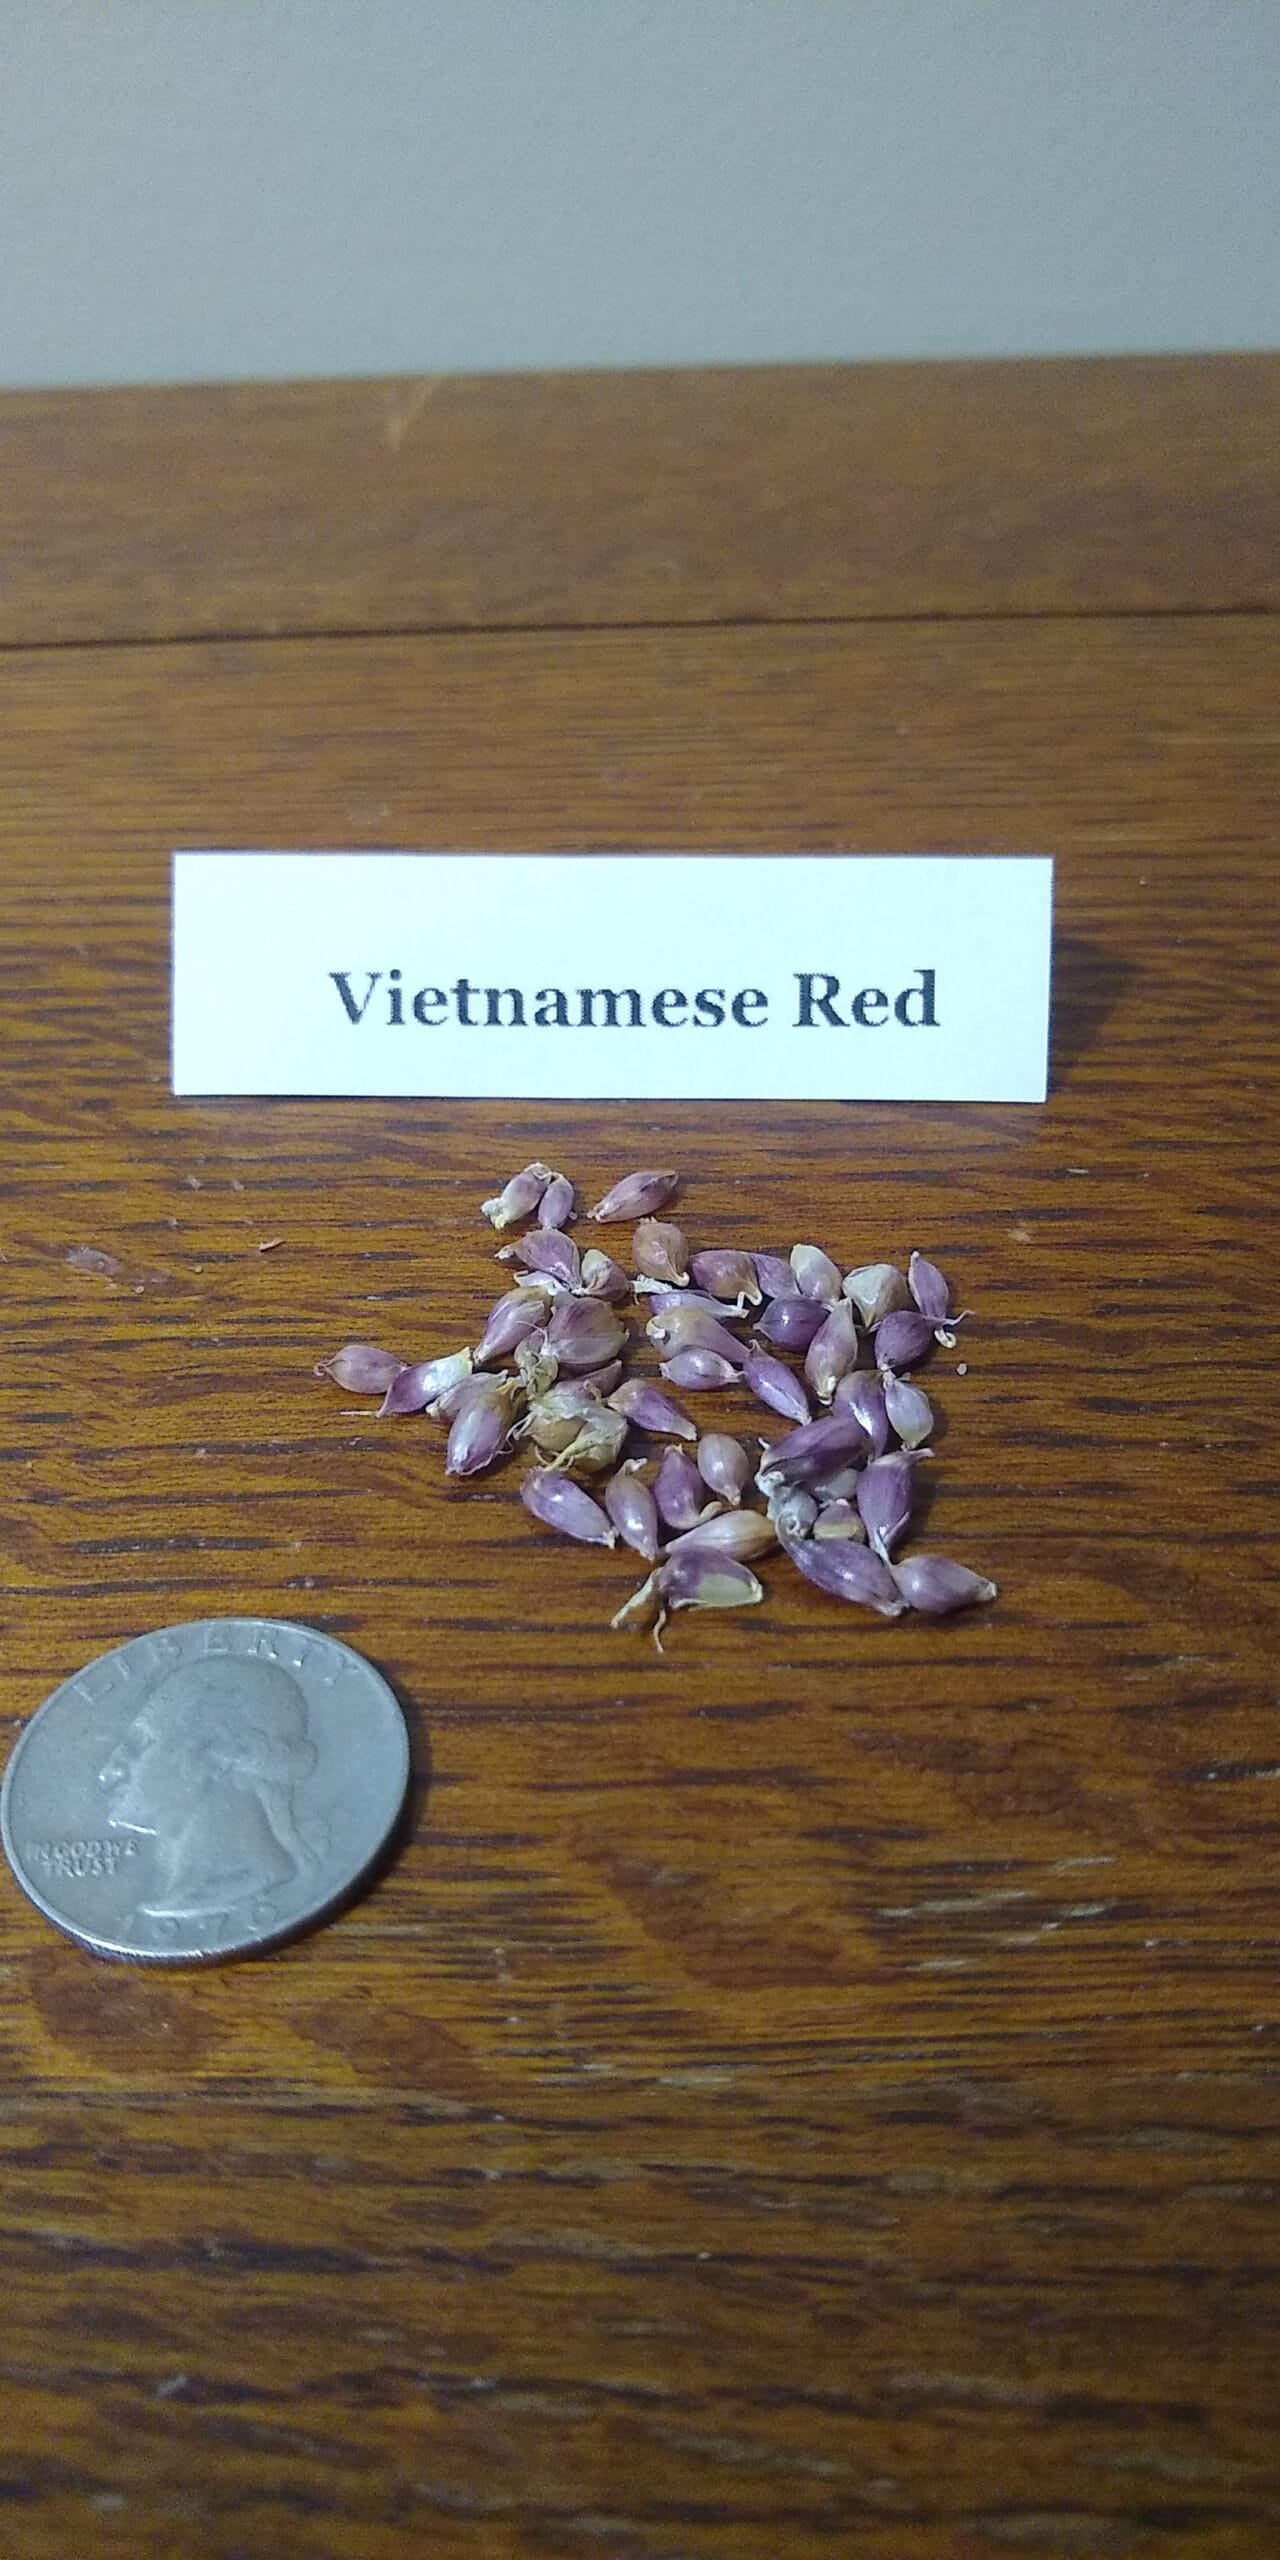 Vietnamese Red
LIBERTY
IN GOD WE
TRUST